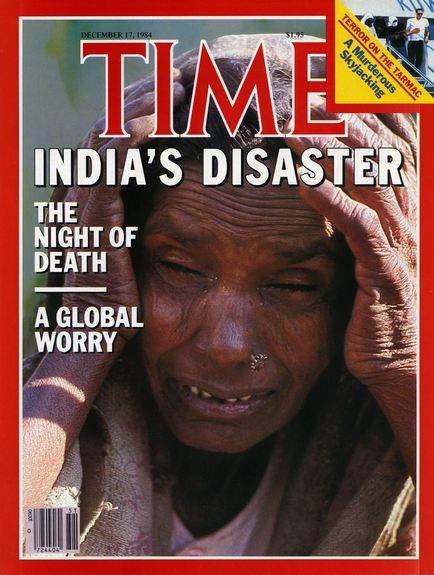 DECEMBER 17, 1984
$1.95
TERROR ON THE TARMAC
A Murderous
Skyjacking
TIME
INDIA'S DISASTER
THE
NIGHT OF
DEATH
A GLOBAL
WORRY
724404